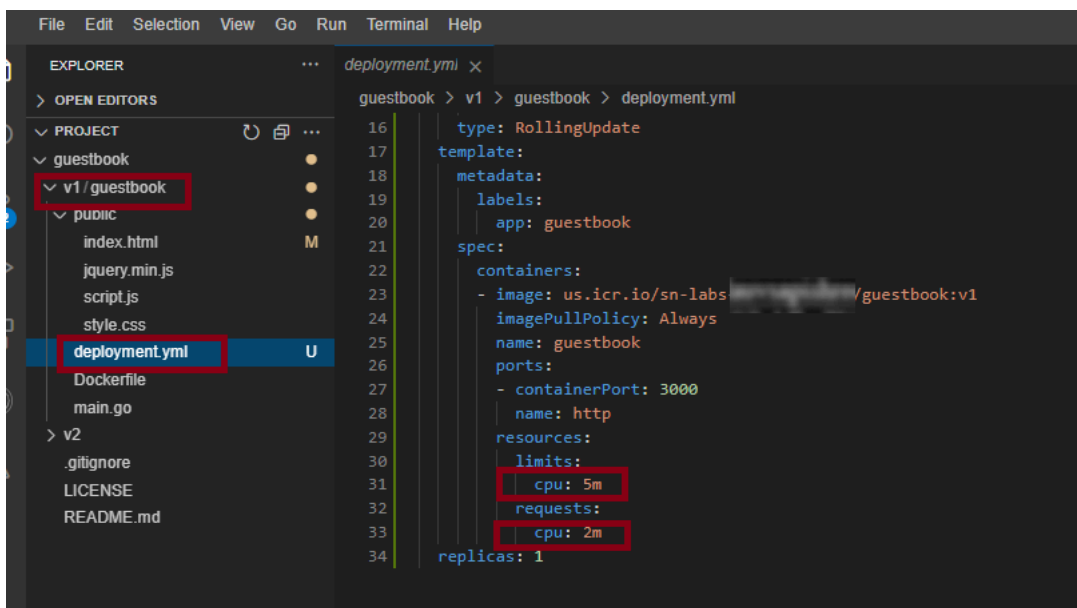 File Edit Selection View Go Run Terminal Help
EXPLORER ...
OPEN EDITORS
PROJECT ...
guestbook
v1/guestbook
public
index.html M
jquery.min.js
script.js
style.css
deployment.yml U
Dockerfile
main.go
v2
.gitignore
LICENSE
README.md
deployment.yml ×
guestbook > v1 > guestbook > deployment.yml
16 type: RollingUpdate
17 template:
18 metadata:
19 labels:
20 app: guestbook
21 spec:
22 containers:
23 - image: us.icr.io/sn-labs /guestbook:v1
24 imagePullPolicy: Always
25 name: guestbook
26 ports:
27 - containerPort: 3000
28 name: http
29 resources:
30 limits:
31 cpu: 5m
32 requests:
33 cpu: 2m
34 replicas: 1